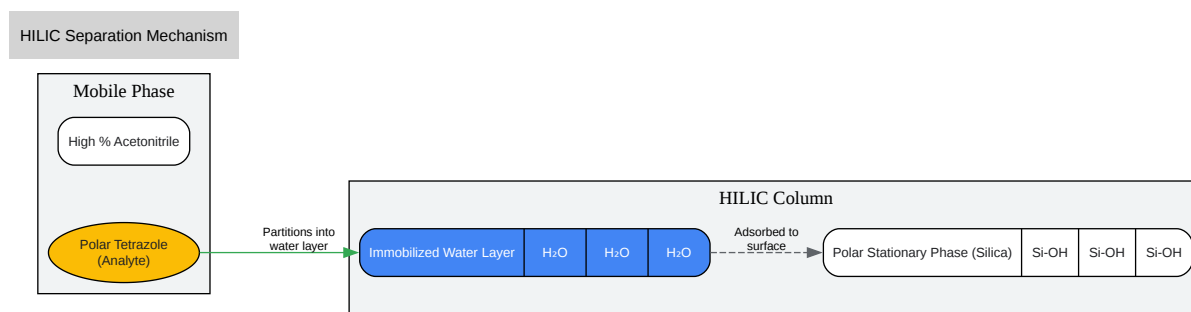 HILIC Separation Mechanism
Mobile Phase
High % Acetonitrile
Polar Tetrazole
(Analyte)
Partitions into
water layer
HILIC Column
Immobilized Water Layer
H₂O
H₂O
H₂O
Adsorbed to
surface
Polar Stationary Phase (Silica)
Si-OH
Si-OH
Si-OH